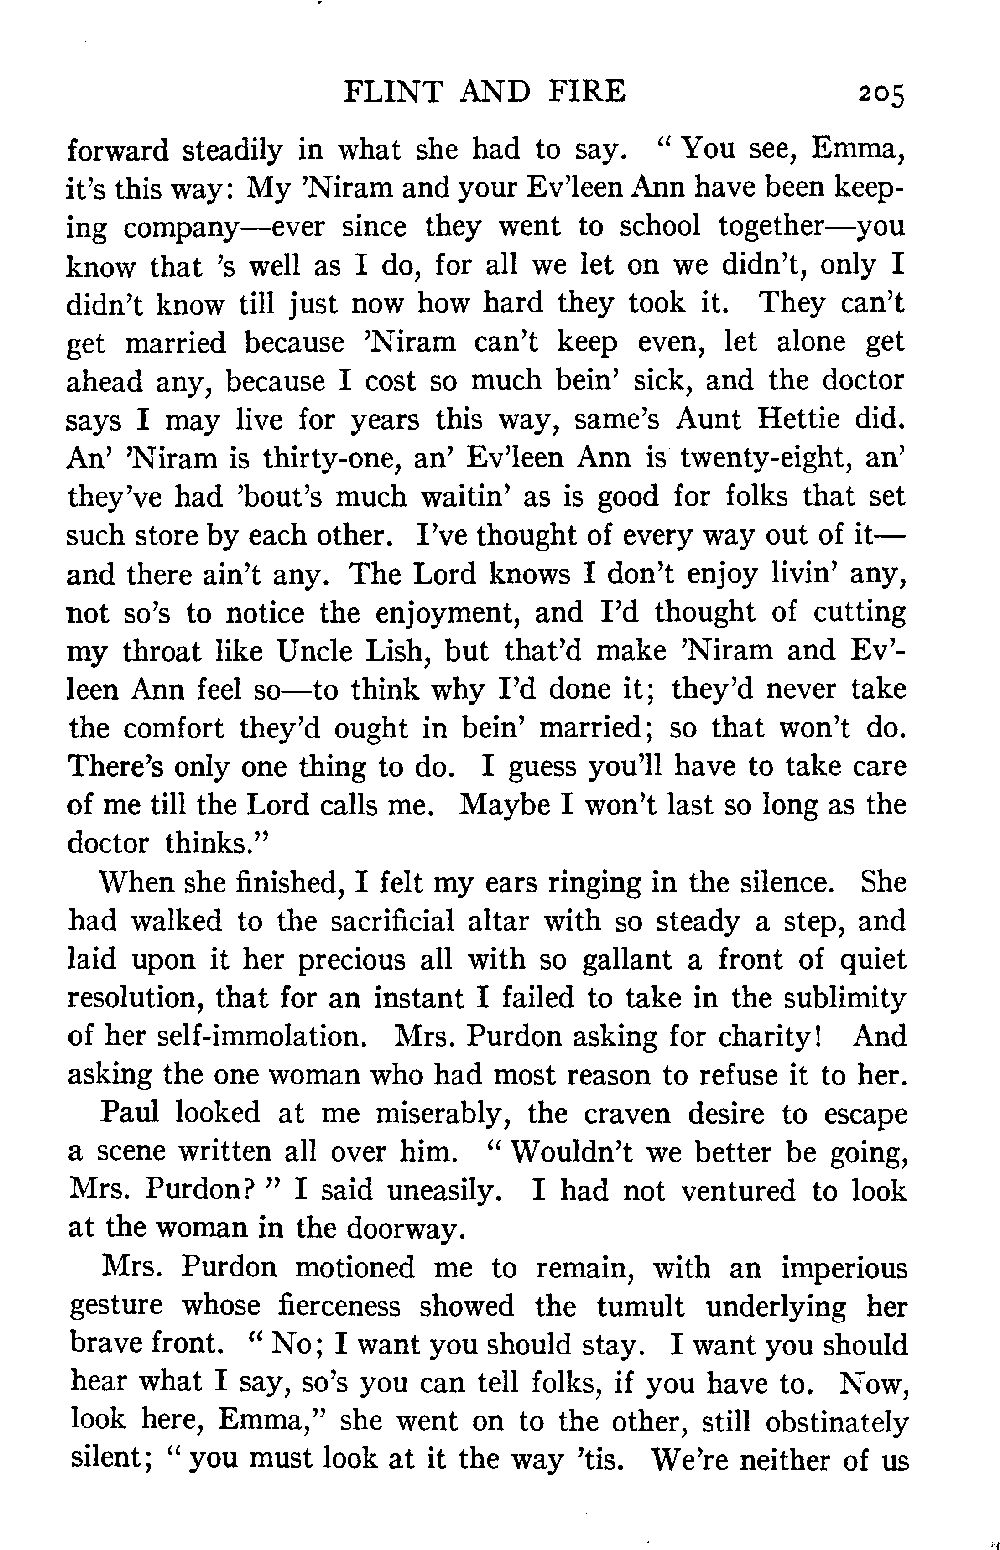 FLINT AND FIRE 205
forward steadily in what she had to say. “ You see, Emma,
it’s this way: My ’Niram and your Ev’leen Ann have been keep-
ing company—ever since they went to school together—you
know that ’s well as I do, for all we let on we didn’t, only I
didn’t know till just now how hard they took it. They can’t
get married because ’Niram can’t keep even, let alone get
ahead any, because I cost so much bein’ sick, and the doctor
says I may live for years this way, same’s Aunt Hettie did.
An’ ’Niram is thirty-one, an’ Ev’leen Ann is twenty-eight, an’
they’ve had ’bout’s much waitin’ as is good for folks that set
such store by each other. I’ve thought of every way out of it—
and there ain’t any. The Lord knows I don’t enjoy livin’ any,
not so’s to notice the enjoyment, and I’d thought of cutting
my throat like Uncle Lish, but that’d make ’Niram and Ev’-
leen Ann feel so—to think why I’d done it; they’d never take
the comfort they’d ought in bein’ married; so that won’t do.
There’s only one thing to do. I guess you’ll have to take care
of me till the Lord calls me. Maybe I won’t last so long as the
doctor thinks.”
When she finished, I felt my ears ringing in the silence. She
had walked to the sacrificial altar with so steady a step, and
laid upon it her precious all with so gallant a front of quiet
resolution, that for an instant I failed to take in the sublimity
of her self-immolation. Mrs. Purdon asking for charity! And
asking the one woman who had most reason to refuse it to her.
Paul looked at me miserably, the craven desire to escape
a scene written all over him. “ Wouldn’t we better be going,
Mrs. Purdon? ” I said uneasily. I had not ventured to look
at the woman in the doorway.
Mrs. Purdon motioned me to remain, with an imperious
gesture whose fierceness showed the tumult underlying her
brave front. “ No; I want you should stay. I want you should
hear what I say, so’s you can tell folks, if you have to. Now,
look here, Emma,” she went on to the other, still obstinately
silent; “ you must look at it the way ’tis. We’re neither of us